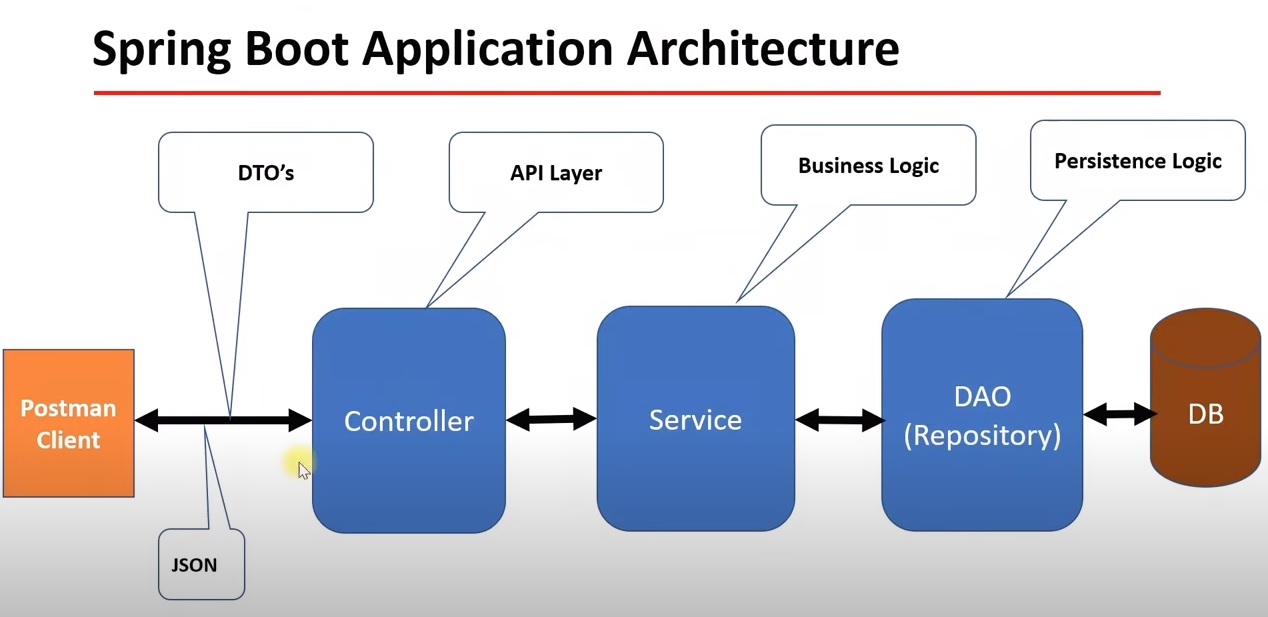 Spring Boot Application Architecture
DTO’s
API Layer
Business Logic
Persistence Logic
Postman
Client
Controller
Service
DAO
(Repository)
DB
JSON